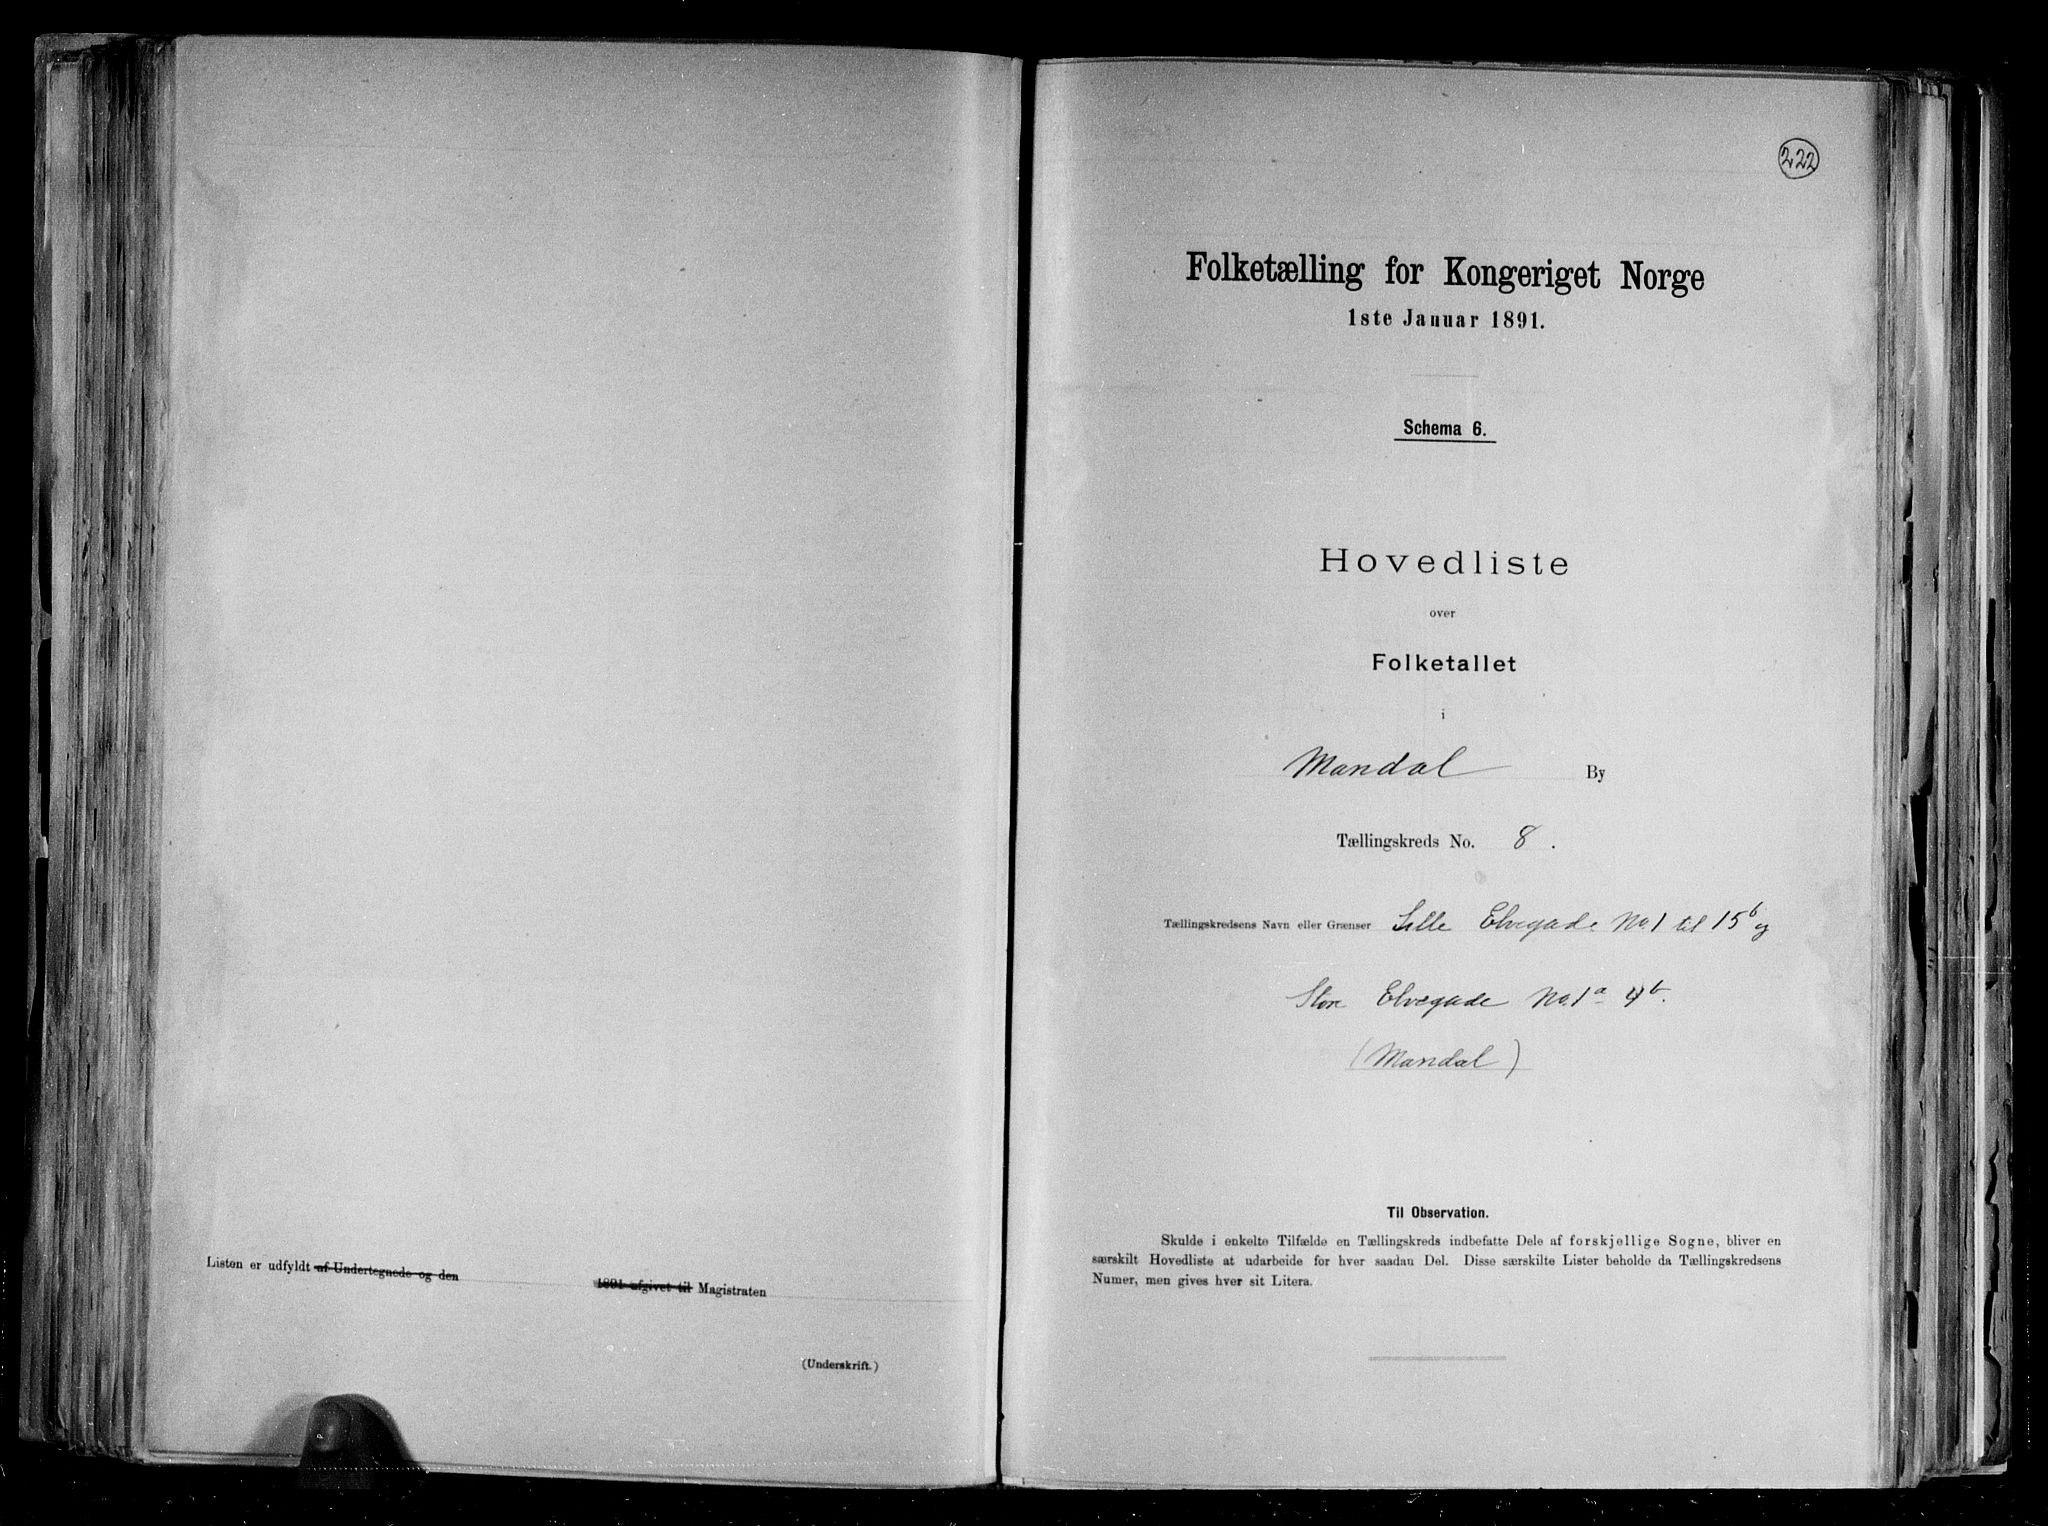 Listen er udfyldt af Undertegnede og den 1891 afgivet til Magistraten
(Underskrift.)
222
Folketælling for Kongeriget Norge
1ste Januar 1891.
Schema 6.
Hovedliste
over
Folketallet
i
Mandal By
Tællingskreds No. 8.
Tællingskredsens Navn eller Grænser Lille Elvegade No 1 til 15b og
Store Elvegade No. 1a 4b.
(Mandal)
Til Observation.
Skulde i enkelte Tilfælde en Tællingskreds indbefatte Dele af forskjellige Sogne, bliver en
særskilt Hovedliste at udarbeide for hver saadan Del. Disse særskilte Lister beholde da Tællingskredsens
Numer, men gives hver sit Litera.